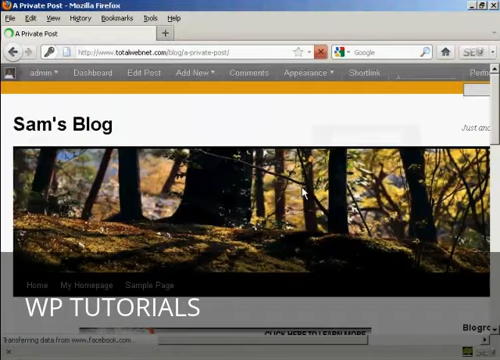 A Private Post - Mozilla Firefox
File Edit View History Bookmarks Tools Help
A Private Post
http://www.totalwebnet.com/blog/a-private-post/
Google
admin Dashboard Edit Post Add New Comments Appearance Shortlink
Sam's Blog
Just
Home My Homepage Sample Page
WP TUTORIALS
CLICK HERE TO LEARN MORE
Transferring data from www.facebook.com...